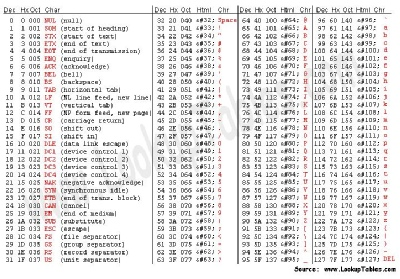 Dec Hx Oct Char Dec Hx Oct Html Chr Dec Hx Oct Html Chr Dec Hx Oct Html Chr
0 0 000 NUL (null) 32 20 040 &#32; Space 64 40 100 &#64; @ 96 60 140 &#96; `
1 1 001 SOH (start of heading) 33 21 041 &#33; ! 65 41 101 &#65; A 97 61 141 &#97; a
2 2 002 STX (start of text) 34 22 042 &#34; " 66 42 102 &#66; B 98 62 142 &#98; b
3 3 003 ETX (end of text) 35 23 043 &#35; # 67 43 103 &#67; C 99 63 143 &#99; c
4 4 004 EOT (end of transmission) 36 24 044 &#36; $ 68 44 104 &#68; D 100 64 144 &#100; d
5 5 005 ENQ (enquiry) 37 25 045 &#37; % 69 45 105 &#69; E 101 65 145 &#101; e
6 6 006 ACK (acknowledge) 38 26 046 &#38; & 70 46 106 &#70; F 102 66 146 &#102; f
7 7 007 BEL (bell) 39 27 047 &#39; ' 71 47 107 &#71; G 103 67 147 &#103; g
8 8 010 BS (backspace) 40 28 050 &#40; ( 72 48 110 &#72; H 104 68 150 &#104; h
9 9 011 TAB (horizontal tab) 41 29 051 &#41; ) 73 49 111 &#73; I 105 69 151 &#105; i
10 A 012 LF (NL line feed, new line) 42 2A 052 &#42; * 74 4A 112 &#74; J 106 6A 152 &#106; j
11 B 013 VT (vertical tab) 43 2B 053 &#43; + 75 4B 113 &#75; K 107 6B 153 &#107; k
12 C 014 FF (NP form feed, new page) 44 2C 054 &#44; , 76 4C 114 &#76; L 108 6C 154 &#108; l
13 D 015 CR (carriage return) 45 2D 055 &#45; - 77 4D 115 &#77; M 109 6D 155 &#109; m
14 E 016 SO (shift out) 46 2E 056 &#46; . 78 4E 116 &#78; N 110 6E 156 &#110; n
15 F 017 SI (shift in) 47 2F 057 &#47; / 79 4F 117 &#79; O 111 6F 157 &#111; o
16 10 020 DLE (data link escape) 48 30 060 &#48; 0 80 50 120 &#80; P 112 70 160 &#112; p
17 11 021 DC1 (device control 1) 49 31 061 &#49; 1 81 51 121 &#81; Q 113 71 161 &#113; q
18 12 022 DC2 (device control 2) 50 32 062 &#50; 2 82 52 122 &#82; R 114 72 162 &#114; r
19 13 023 DC3 (device control 3) 51 33 063 &#51; 3 83 53 123 &#83; S 115 73 163 &#115; s
20 14 024 DC4 (device control 4) 52 34 064 &#52; 4 84 54 124 &#84; T 116 74 164 &#116; t
21 15 025 NAK (negative acknowledge) 53 35 065 &#53; 5 85 55 125 &#85; U 117 75 165 &#117; u
22 16 026 SYN (synchronous idle) 54 36 066 &#54; 6 86 56 126 &#86; V 118 76 166 &#118; v
23 17 027 ETB (end of trans. block) 55 37 067 &#55; 7 87 57 127 &#87; W 119 77 167 &#119; w
24 18 030 CAN (cancel) 56 38 070 &#56; 8 88 58 130 &#88; X 120 78 170 &#120; x
25 19 031 EM (end of medium) 57 39 071 &#57; 9 89 59 131 &#89; Y 121 79 171 &#121; y
26 1A 032 SUB (substitute) 58 3A 072 &#58; : 90 5A 132 &#90; Z 122 7A 172 &#122; z
27 1B 033 ESC (escape) 59 3B 073 &#59; ; 91 5B 133 &#91; [ 123 7B 173 &#123; {
28 1C 034 FS (file separator) 60 3C 074 &#60; < 92 5C 134 &#92; \ 124 7C 174 &#124; |
29 1D 035 GS (group separator) 61 3D 075 &#61; = 93 5D 135 &#93; ] 125 7D 175 &#125; }
30 1E 036 RS (record separator) 62 3E 076 &#62; > 94 5E 136 &#94; ^ 126 7E 176 &#126; ~
31 1F 037 US (unit separator) 63 3F 077 &#63; ? 95 5F 137 &#95; _ 127 7F 177 &#127; DEL
Source: www.LookupTables.com